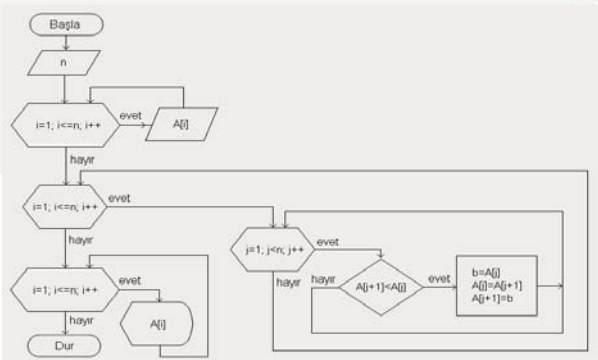 Başla
n
i=1; i<=n; i++
evet
A[i]
hayır
i=1; i<=n; i++
evet
hayır
j=1; j<n; j++
evet
hayır
hayır
A[j+1]<A[j]
evet
b=A[j]
A[j]=A[j+1]
A[j+1]=b
i=1; i<=n; i++
evet
A[i]
hayır
Dur